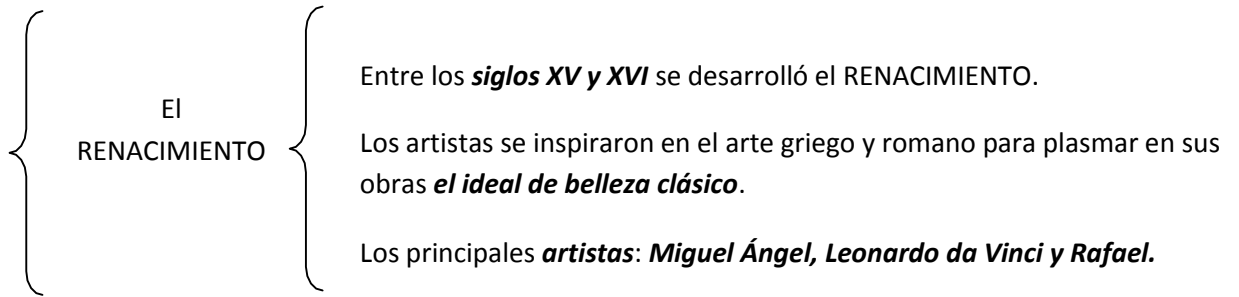 El
RENACIMIENTO
Entre los siglos XV y XVI se desarrolló el RENACIMIENTO.
Los artistas se inspiraron en el arte griego y romano para plasmar en sus
obras el ideal de belleza clásico.
Los principales artistas: Miguel Ángel, Leonardo da Vinci y Rafael.